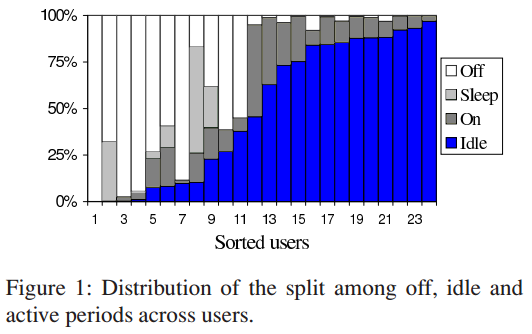 100%
75%
50%
25%
0%
1 3 5 7 9 11 13 15 17 19 21 23
Sorted users
Off
Sleep
On
Idle
Figure 1: Distribution of the split among off, idle and
active periods across users.